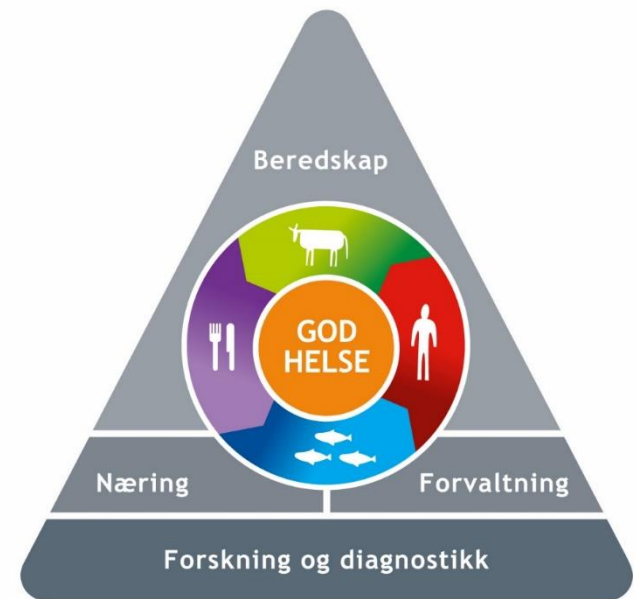 Beredskap
GOD
HELSE
Næring
Forvaltning
Forskning og diagnostikk